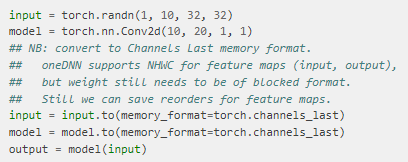 input = torch.randn(1, 10, 32, 32)
model = torch.nn.Conv2d(10, 20, 1, 1)
## NB: convert to Channels Last memory format.
##   oneDNN supports NHWC for feature maps (input, output),
##   but weight still needs to be of blocked format.
##   Still we can save reorders for feature maps.
input = input.to(memory_format=torch.channels_last)
model = model.to(memory_format=torch.channels_last)
output = model(input)